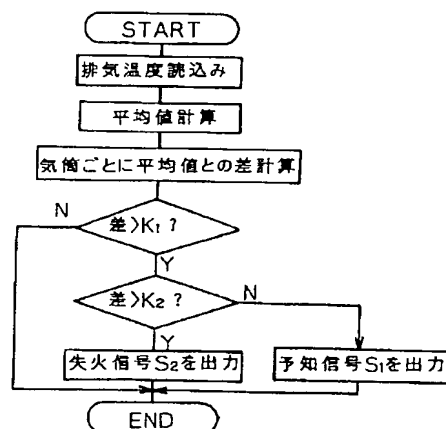 START
排気温度読込み
平均値計算
気筒ごとに平均値との差計算
N
差>K₁ ?
Y
差>K₂ ?
N
Y
失火信号S₂を出力
予知信号S₁を出力
END